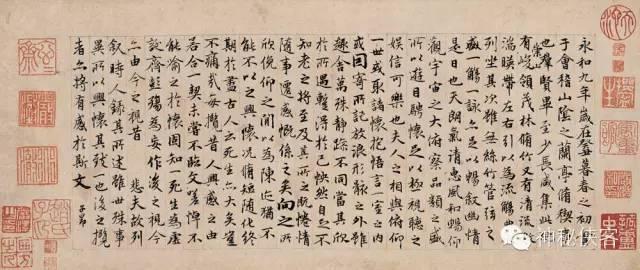 永和九年歲在癸丑暮春之初會
于會稽山陰之蘭亭脩稧事
也羣賢畢至少長咸集此地
有崇山峻領茂林脩竹又有清流激
湍暎帶左右引以為流觴曲水
列坐其次雖無絲竹管弦之
盛一觴一詠亦足以暢敘幽情
是日也天朗氣清惠風和暢仰
觀宇宙之大俯察品類之盛
所以遊目騁懷足以極視聽之
娛信可樂也夫人之相與俯仰
一世或取諸懷抱悟言一室之內
或因寄所託放浪形骸之外雖
趣舍萬殊靜躁不同當其欣
於所遇暫得於己快然自足不
知老之將至及其所之既惓情
隨事遷感慨係之矣向之所
欣俛仰之間以為陳迹猶不
能不以之興懷況脩短隨化終
期於盡古人云死生亦大矣豈
不痛哉每攬昔人興感之由
若合一契未嘗不臨文嗟悼不
能喻之於懷固知一死生為虛
誕齊彭殤為妄作後之視今
亦由今之視昔悲夫故列
敘時人錄其所述雖世殊事
異所以興懷其致一也後之攬
者亦將有感於斯文 子昂
神秘侠客